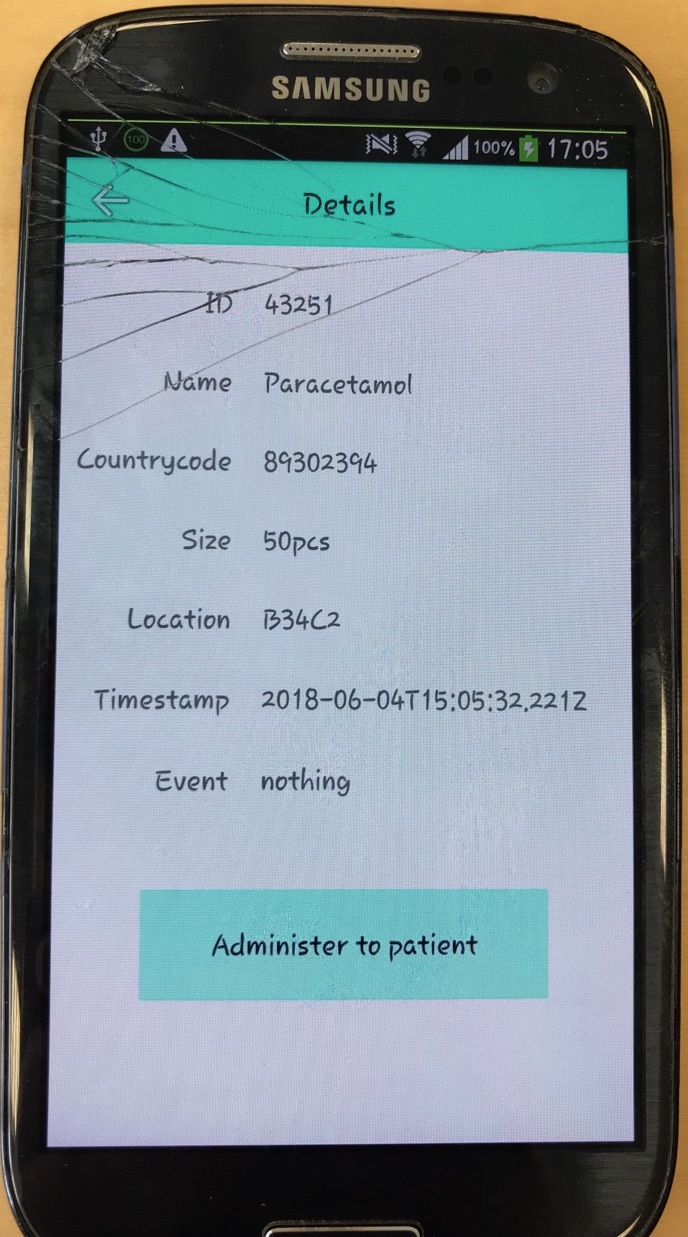 SAMSUNG
100 100% 17:05
Details
ID 43251
Name Paracetamol
Countrycode 89302394
Size 50pcs
Location B34C2
Timestamp 2018-06-04T15:05:32.221Z
Event nothing
Administer to patient